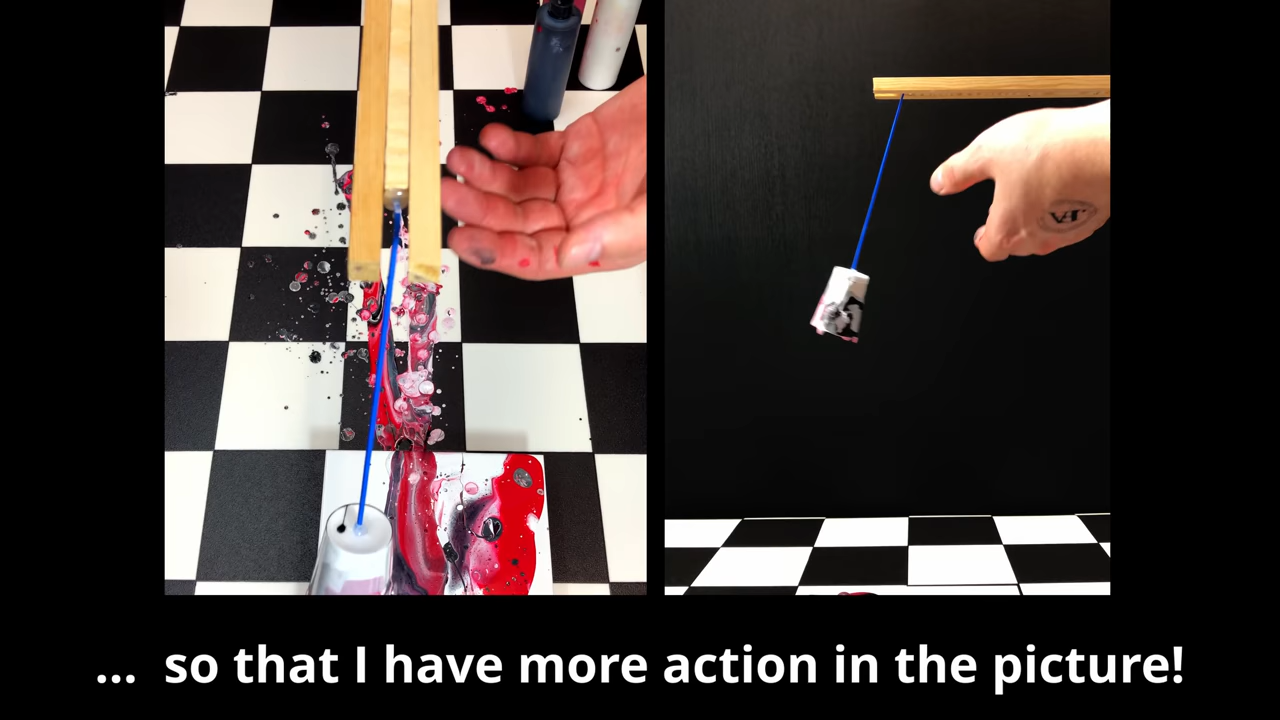 ... so that I have more action in the picture!